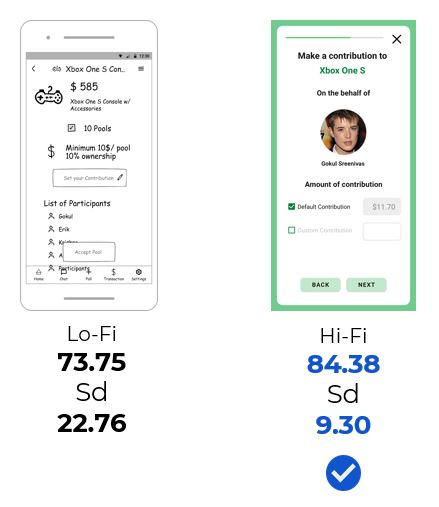 12:30
Xbox One S Con..
$ 585
Xbox One S Console w/
Accessories
10 Pools
$ Minimum 10$/ pool
10% ownership
Set your Contribution
List of Participants
Gokul
Erik
Accept Pool
Participants
Home Chat Poll Transaction Settings
Lo-Fi
73.75
Sd
22.76
Make a contribution to
Xbox One S
On the behalf of
Gokul Sreenivas
Amount of contribution
Default Contribution $11.70
Custom Contribution
BACK NEXT
Hi-Fi
84.38
Sd
9.30